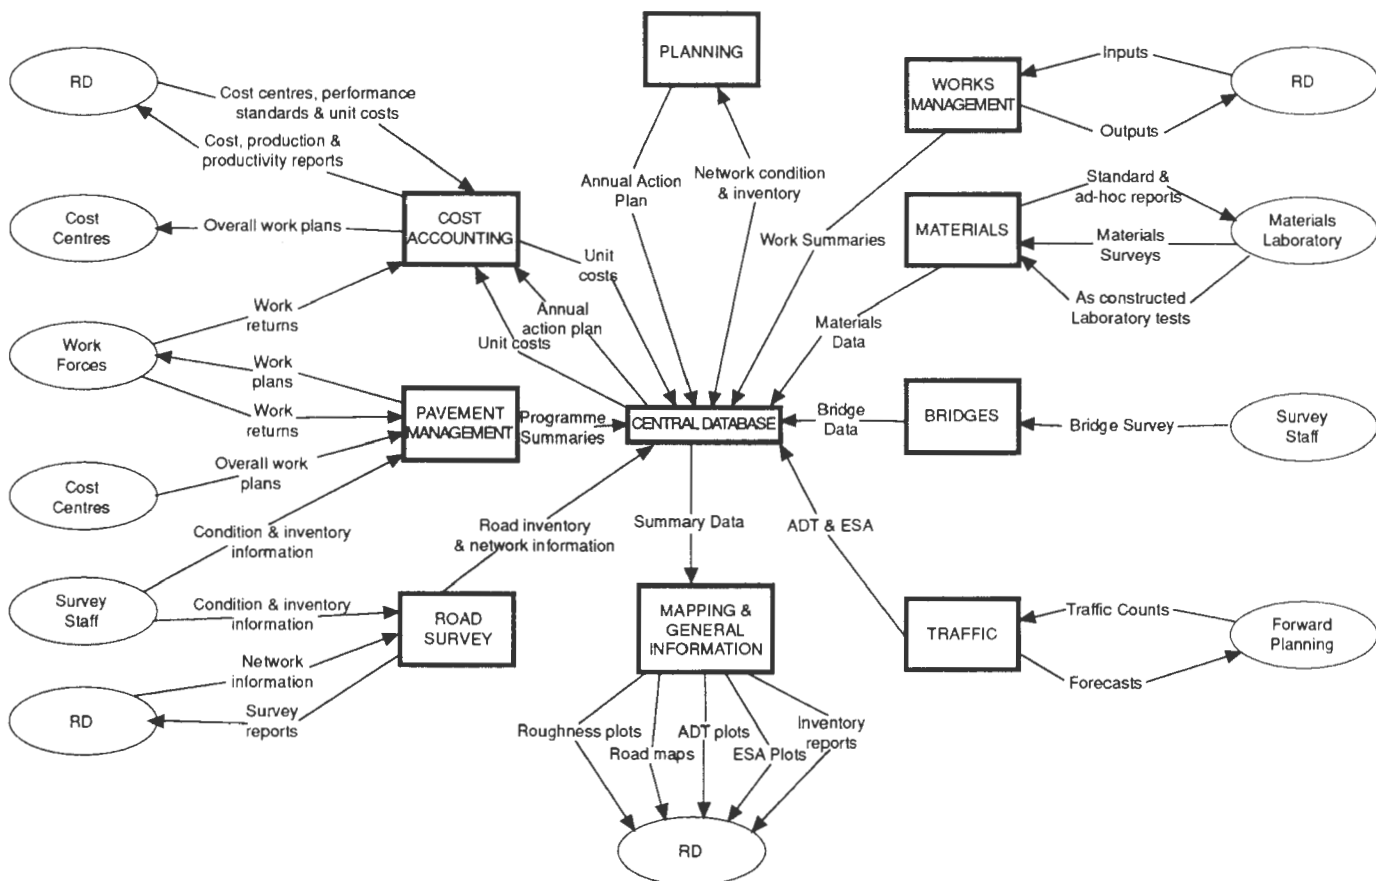 PLANNING
RD
Cost centres, performance
standards & unit costs
Cost, production &
productivity reports
Inputs
WORKS
MANAGEMENT
RD
Outputs
Annual Action
Plan
Network condition
& inventory
Standard &
ad-hoc reports
Cost
Centres
Overall work plans
COST
ACCOUNTING
Unit
costs
Work Summaries
MATERIALS
Materials
Surveys
Materials
Laboratory
As constructed
Laboratory tests
Work
returns
Annual
action plan
Unit costs
Materials
Data
Work
Forces
Work
plans
Work
returns
PAVEMENT
MANAGEMENT
Programme
Summaries
CENTRAL DATABASE
Bridge
Data
BRIDGES
Bridge Survey
Survey
Staff
Cost
Centres
Overall work
plans
Condition & inventory
information
Road inventory
& network information
Summary Data
ADT & ESA
Survey
Staff
Condition & inventory
information
ROAD
SURVEY
MAPPING &
GENERAL
INFORMATION
TRAFFIC
Traffic Counts
Forward
Planning
Forecasts
Network
information
RD
Survey
reports
Roughness plots
Road maps
ADT plots
ESA Plots
Inventory
reports
RD